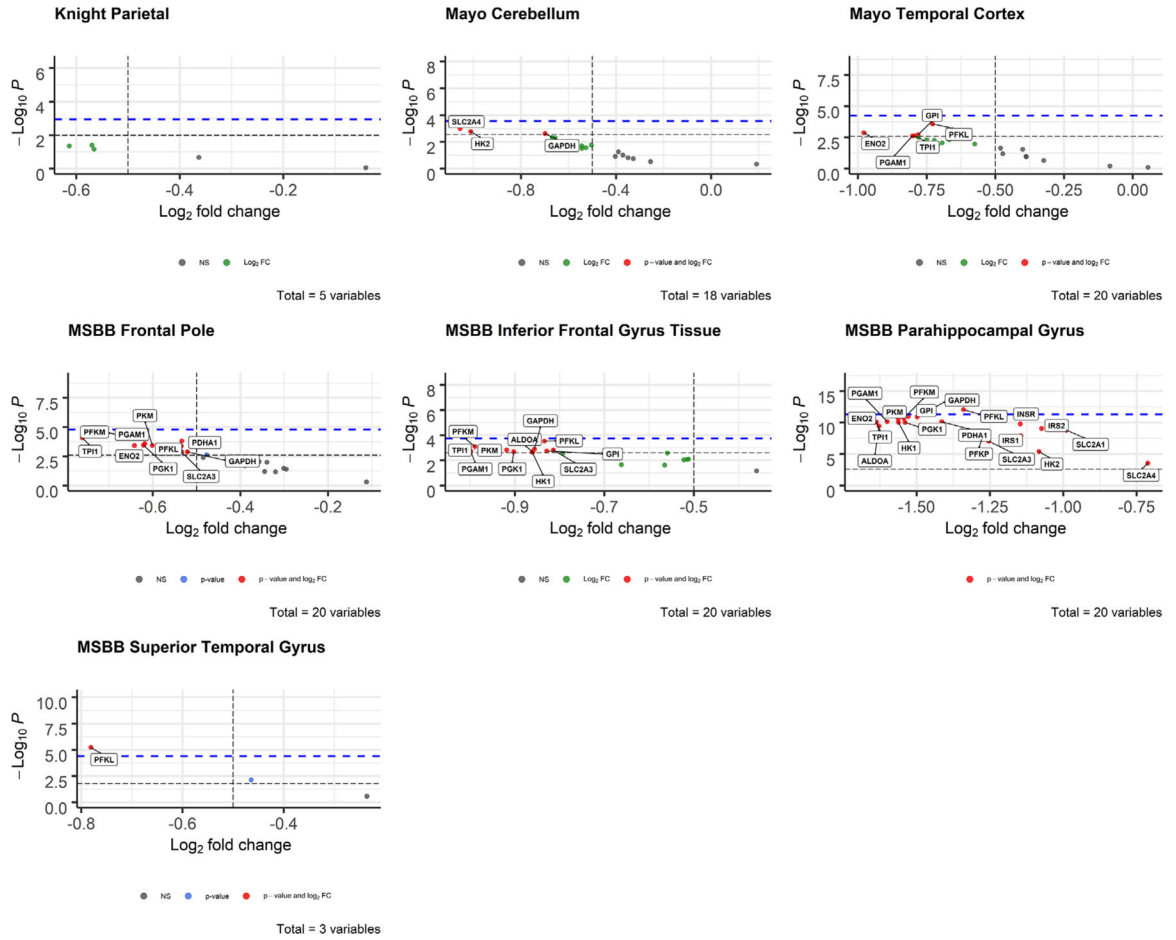 Knight Parietal
− Log₁₀ P
6
4
2
0
-0.6
-0.4
-0.2
Log₂ fold change
NS
Log₂ FC
Total = 5 variables
Mayo Cerebellum
− Log₁₀ P
8
6
4
2
0
SLC2A4
HK2
GAPDH
-0.8
-0.4
0.0
Log₂ fold change
NS
Log₂ FC
p − value and log₂ FC
Total = 18 variables
Mayo Temporal Cortex
− Log₁₀ P
7.5
5.0
2.5
0.0
GPI
ENO2
PFKL
PGAM1
TPI1
-1.00
-0.75
-0.50
-0.25
0.00
Log₂ fold change
NS
Log₂ FC
p − value and log₂ FC
Total = 20 variables
MSBB Frontal Pole
− Log₁₀ P
7.5
5.0
2.5
0.0
PKM
PFKM
PGAM1
PDHA1
TPI1
PFKL
ENO2
GAPDH
PGK1
SLC2A3
-0.6
-0.4
-0.2
Log₂ fold change
NS
p-value
p − value and log₂ FC
Total = 20 variables
MSBB Inferior Frontal Gyrus Tissue
− Log₁₀ P
8
6
4
2
0
GAPDH
PFKM
ALDOA
PFKL
TPI1
PKM
GPI
PGAM1
PGK1
SLC2A3
HK1
-0.9
-0.7
-0.5
Log₂ fold change
NS
Log₂ FC
p − value and log₂ FC
Total = 20 variables
MSBB Parahippocampal Gyrus
− Log₁₀ P
15
10
5
0
PGAM1
PFKM
GAPDH
ENO2
PKM
GPI
PFKL
INSR
TPI1
PGK1
PDHA1
IRS1
IRS2
SLC2A1
ALDOA
HK1
PFKP
SLC2A3
HK2
SLC2A4
-1.50
-1.25
-1.00
-0.75
Log₂ fold change
p − value and log₂ FC
Total = 20 variables
MSBB Superior Temporal Gyrus
− Log₁₀ P
10.0
7.5
5.0
2.5
0.0
PFKL
-0.8
-0.6
-0.4
Log₂ fold change
NS
p-value
p − value and log₂ FC
Total = 3 variables